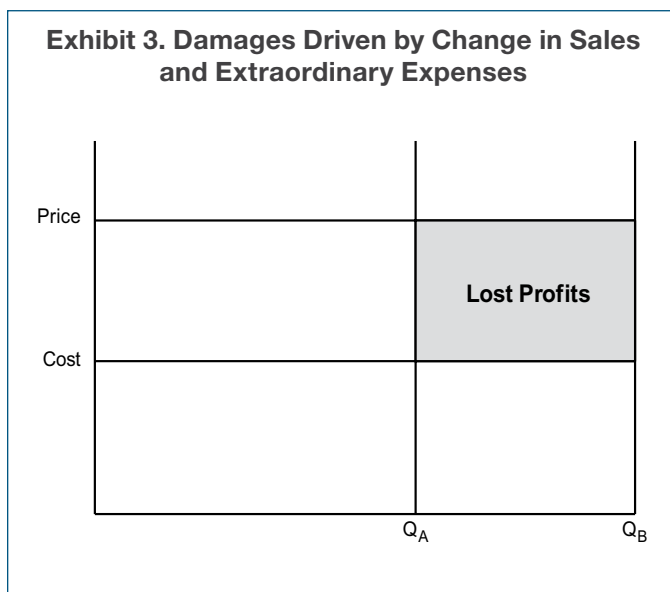 Exhibit 3. Damages Driven by Change in Sales
and Extraordinary Expenses
Price
Lost Profits
Cost
QA QB